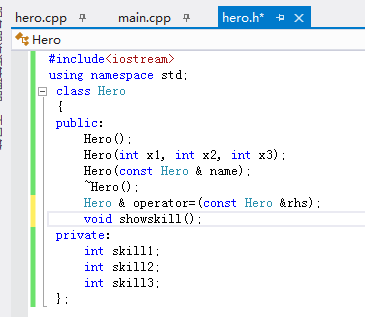 hero.cpp main.cpp hero.h*
Hero
#include<iostream>
using namespace std;
class Hero
{
public:
Hero();
Hero(int x1, int x2, int x3);
Hero(const Hero & name);
~Hero();
Hero & operator=(const Hero &rhs);
void showskill();
private:
int skill1;
int skill2;
int skill3;
};